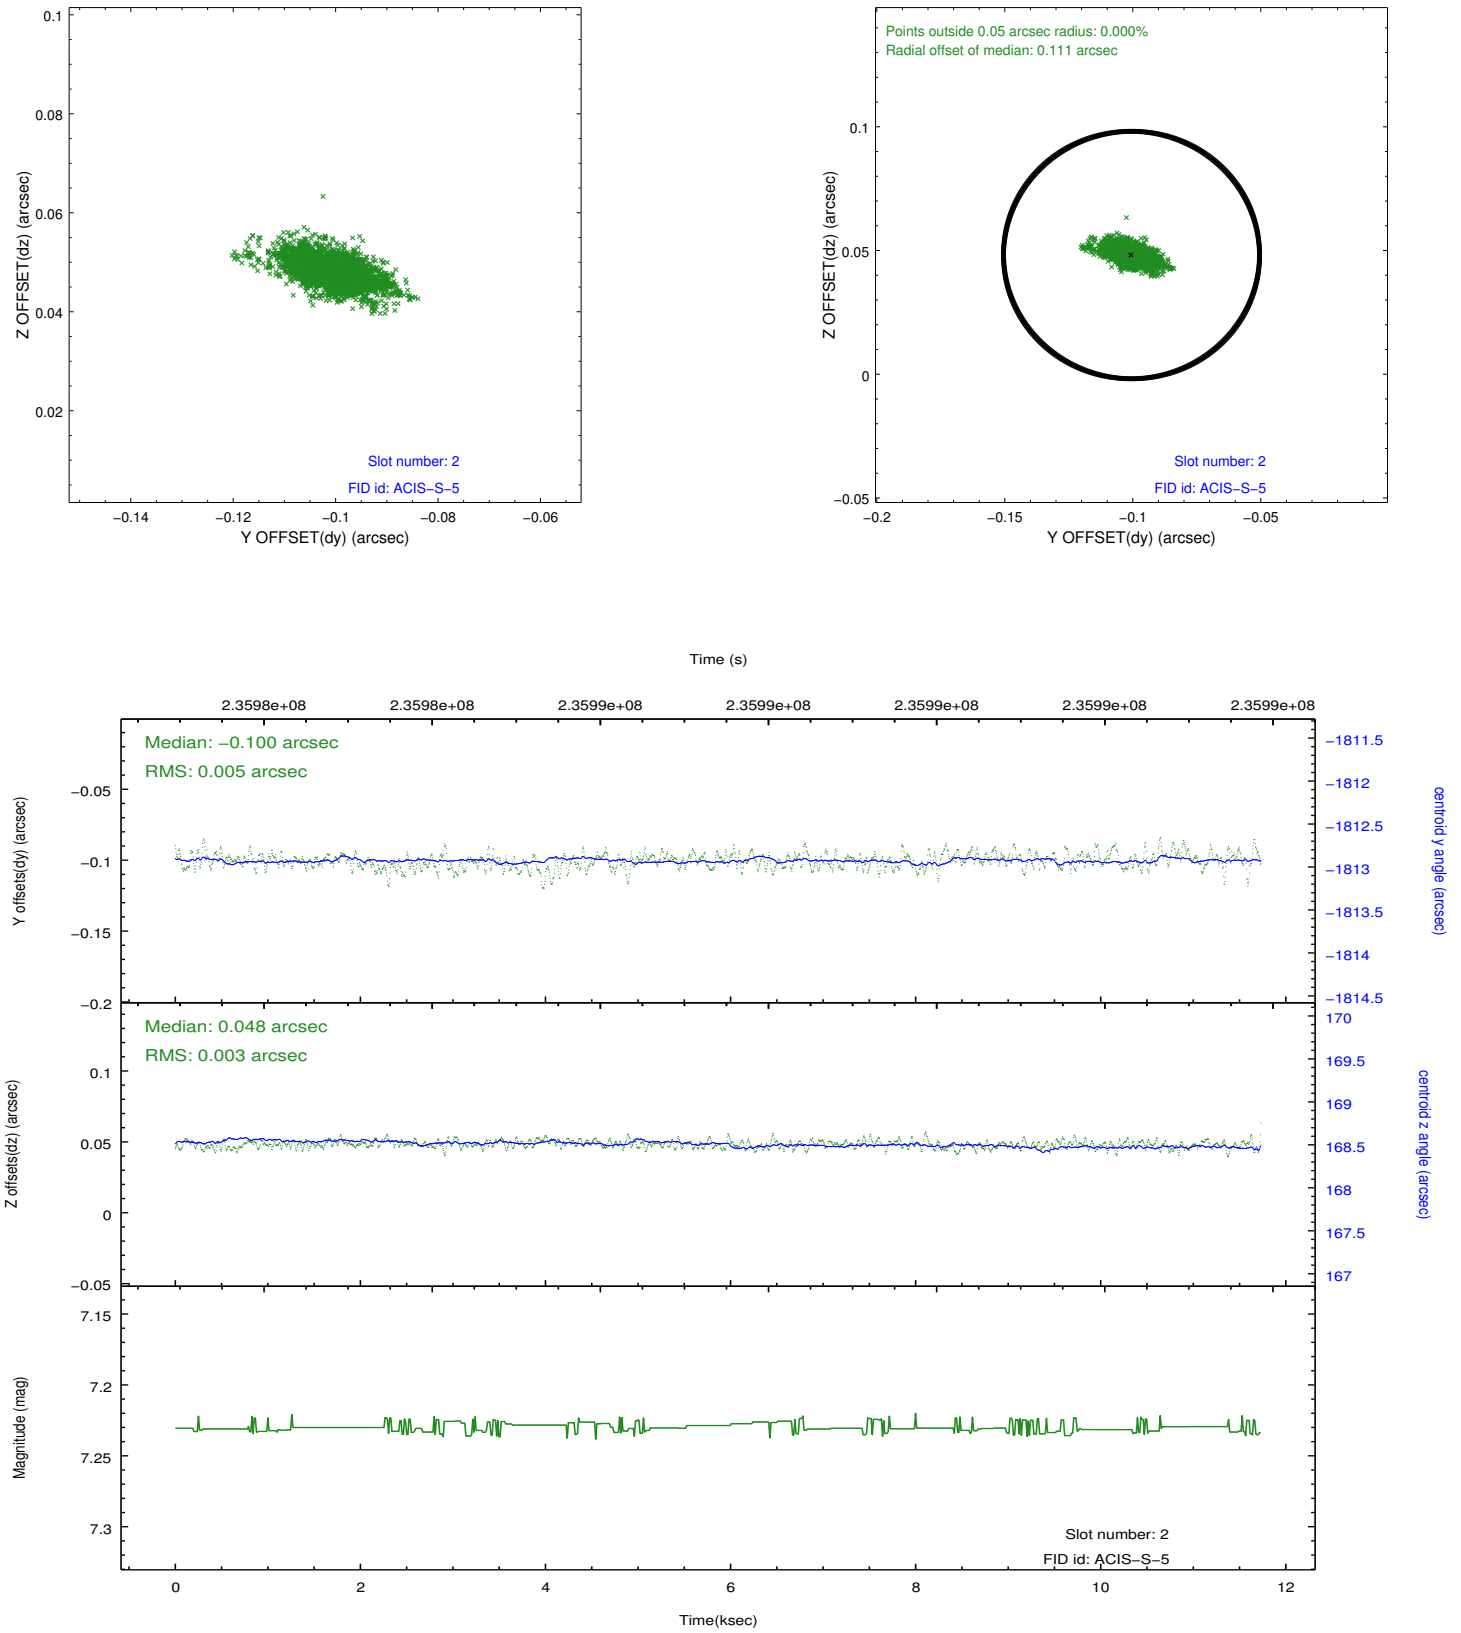 0.1
0.08
0.06
0.04
0.02
Z OFFSET(dz) (arcsec)
Slot number: 2
FID id: ACIS−S−5
−0.14 −0.12 −0.1 −0.08 −0.06
Y OFFSET(dy) (arcsec)
Points outside 0.05 arcsec radius: 0.000%
Radial offset of median: 0.111 arcsec
0.1
0.05
0
−0.05
Z OFFSET(dz) (arcsec)
Slot number: 2
FID id: ACIS−S−5
−0.2 −0.15 −0.1 −0.05
Y OFFSET(dy) (arcsec)
Time (s)
2.3598e+08 2.3598e+08 2.3599e+08 2.3599e+08 2.3599e+08 2.3599e+08 2.3599e+08
Median: −0.100 arcsec
RMS: 0.005 arcsec
−0.05
−0.1
−0.15
−0.2
Y offsets(dy) (arcsec)
−1811.5
−1812
−1812.5
−1813
−1813.5
−1814
−1814.5
centroid y angle (arcsec)
Median: 0.048 arcsec
RMS: 0.003 arcsec
0.1
0.05
0
−0.05
Z offsets(dz) (arcsec)
170
169.5
169
168.5
168
167.5
167
centroid z angle (arcsec)
7.15
7.2
7.25
7.3
Magnitude (mag)
Slot number: 2
FID id: ACIS−S−5
0 2 4 6 8 10 12
Time(ksec)